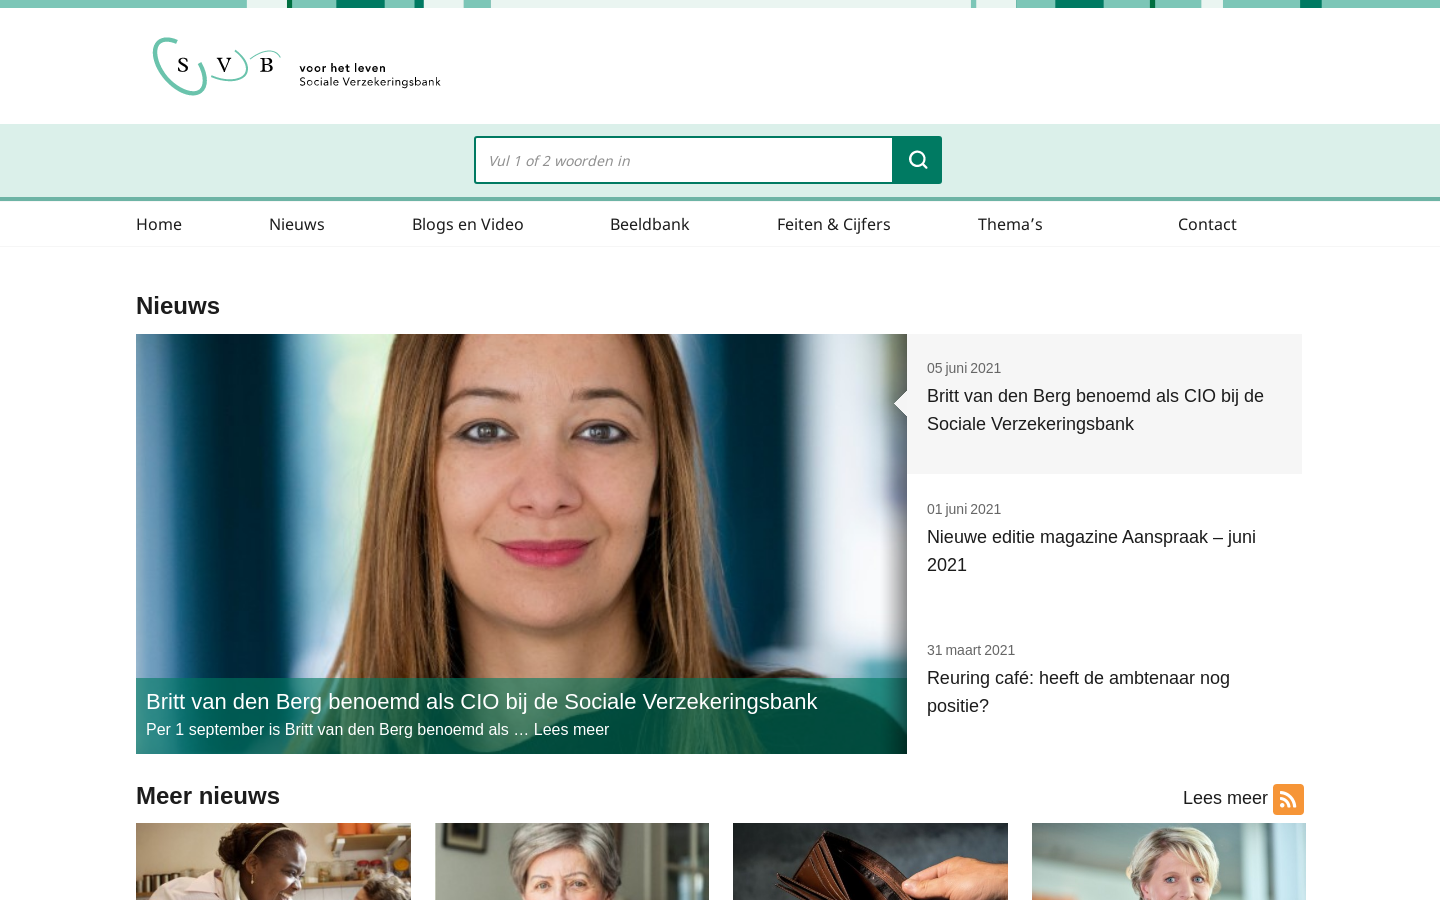 S V B
voor het leven
Sociale Verzekeringsbank
Vul 1 of 2 woorden in
Home Nieuws Blogs en Video Beeldbank Feiten & Cijfers Thema’s Contact
Nieuws
Britt van den Berg benoemd als CIO bij de Sociale Verzekeringsbank
Per 1 september is Britt van den Berg benoemd als … Lees meer
05 juni 2021
Britt van den Berg benoemd als CIO bij de
Sociale Verzekeringsbank
01 juni 2021
Nieuwe editie magazine Aanspraak – juni
2021
31 maart 2021
Reuring café: heeft de ambtenaar nog
positie?
Meer nieuws
Lees meer